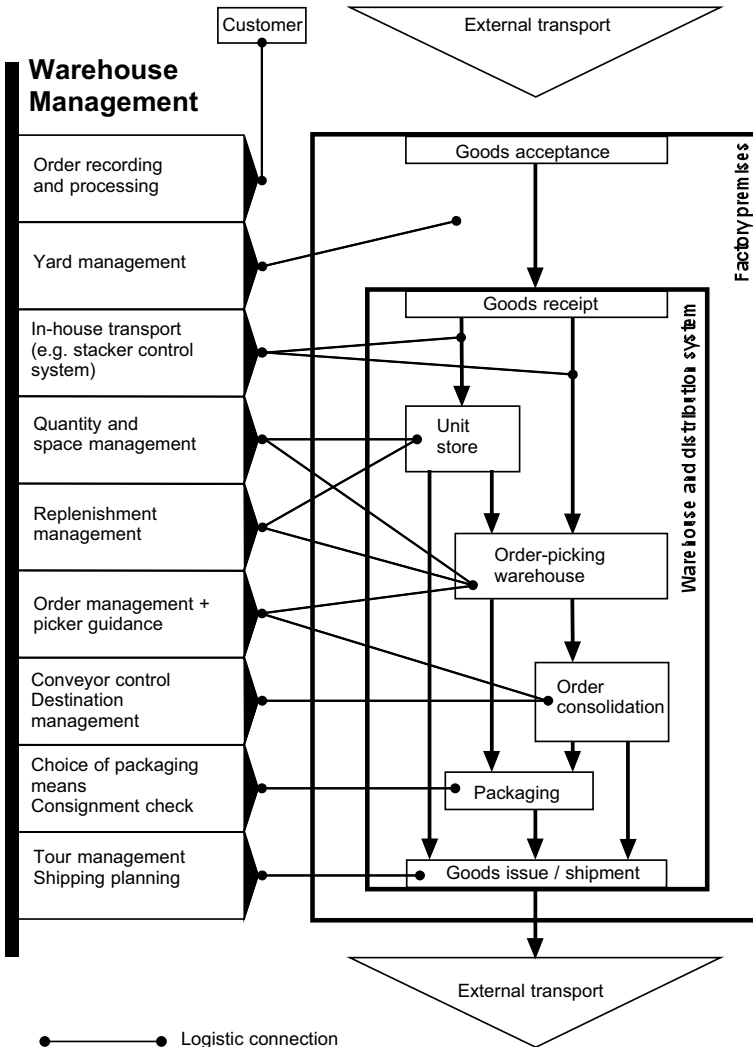 Customer
External transport
Warehouse
Management
Order recording
and processing
Yard management
In-house transport
(e.g. stacker control
system)
Quantity and
space management
Replenishment
management
Order management +
picker guidance
Conveyor control
Destination
management
Choice of packaging
means
Consignment check
Tour management
Shipping planning
Goods acceptance
Factory premises
Goods receipt
Warehouse and distribution system
Unit
store
Order-picking
warehouse
Order
consolidation
Packaging
Goods issue / shipment
External transport
Logistic connection